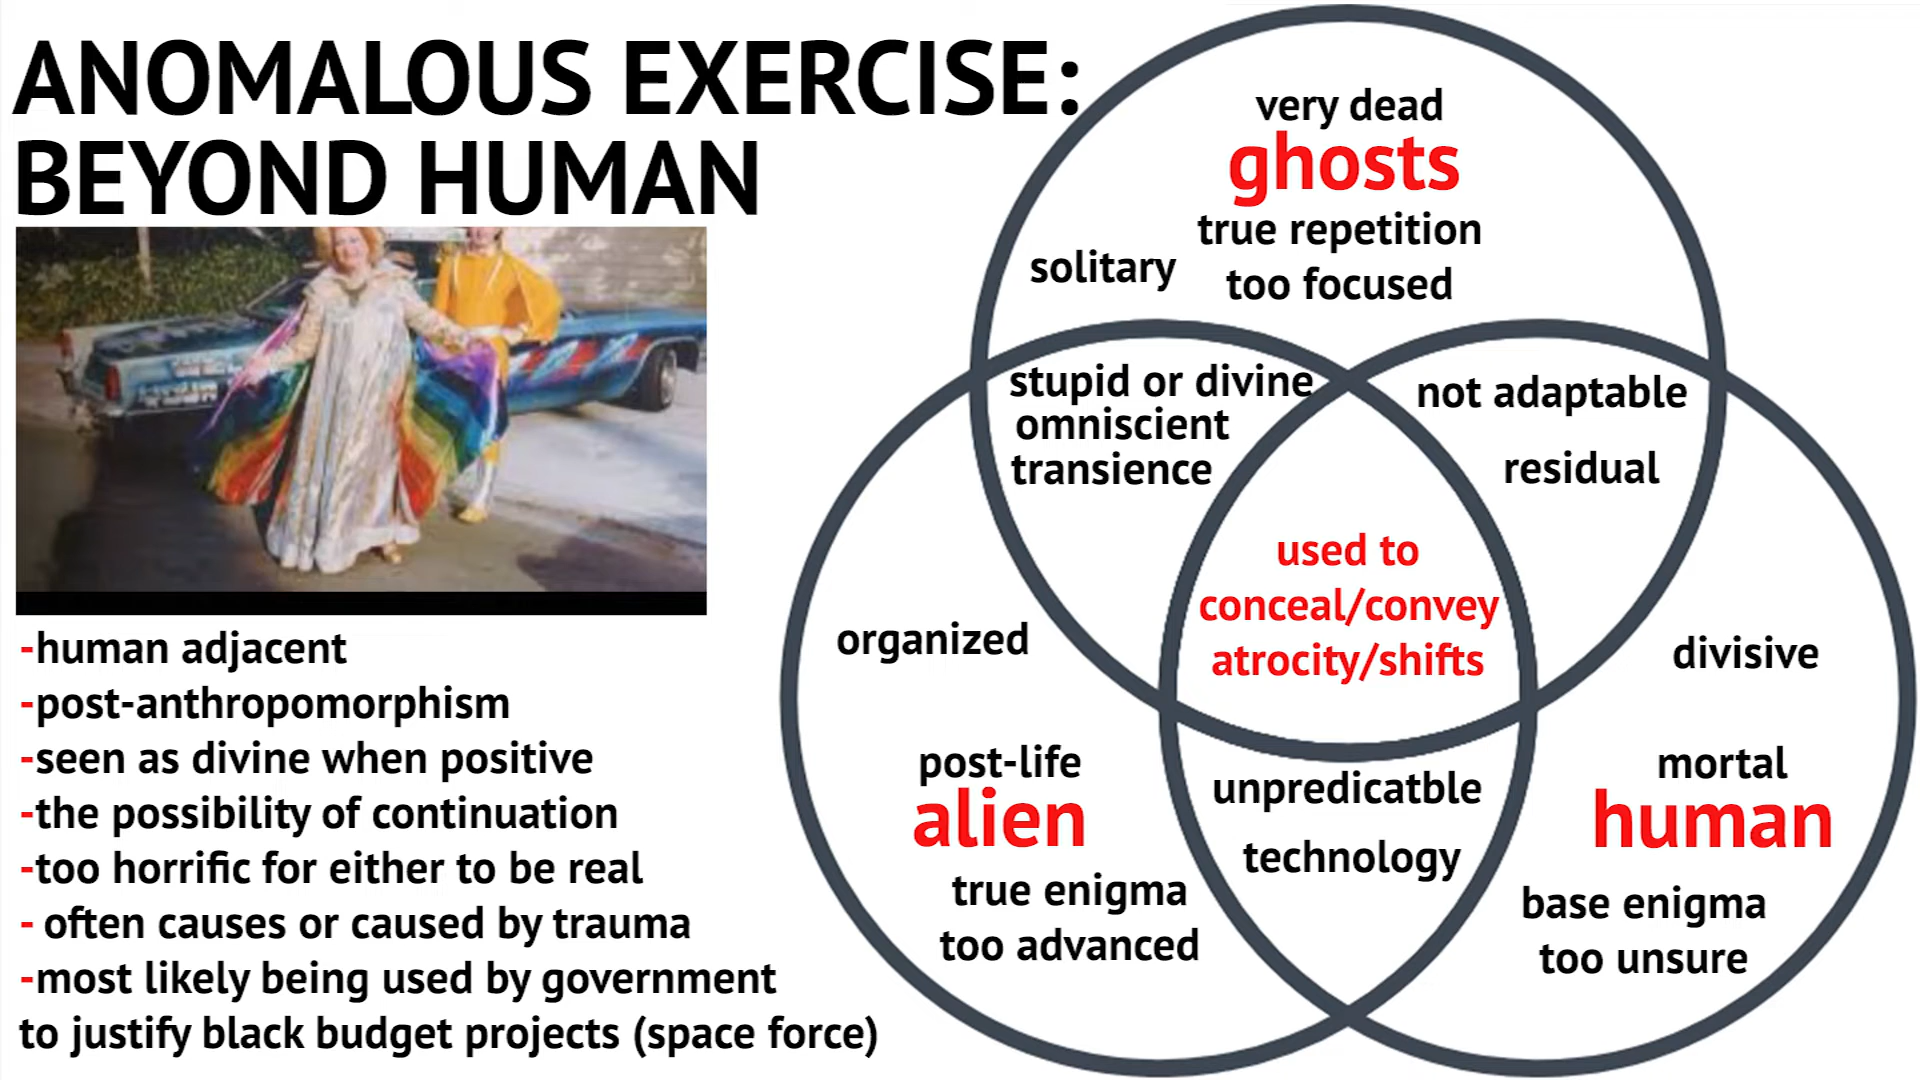 ANOMALOUS EXERCISE:
BEYOND HUMAN
-human adjacent
-post-anthropomorphism
-seen as divine when positive
-the possibility of continuation
-too horrific for either to be real
- often causes or caused by trauma
-most likely being used by government
to justify black budget projects (space force)
very dead
ghosts
true repetition
too focused
solitary
stupid or divine
omniscient
transience
not adaptable
residual
used to
conceal/convey
atrocity/shifts
organized
post-life
alien
true enigma
too advanced
unpredicatble
technology
divisive
mortal
human
base enigma
too unsure